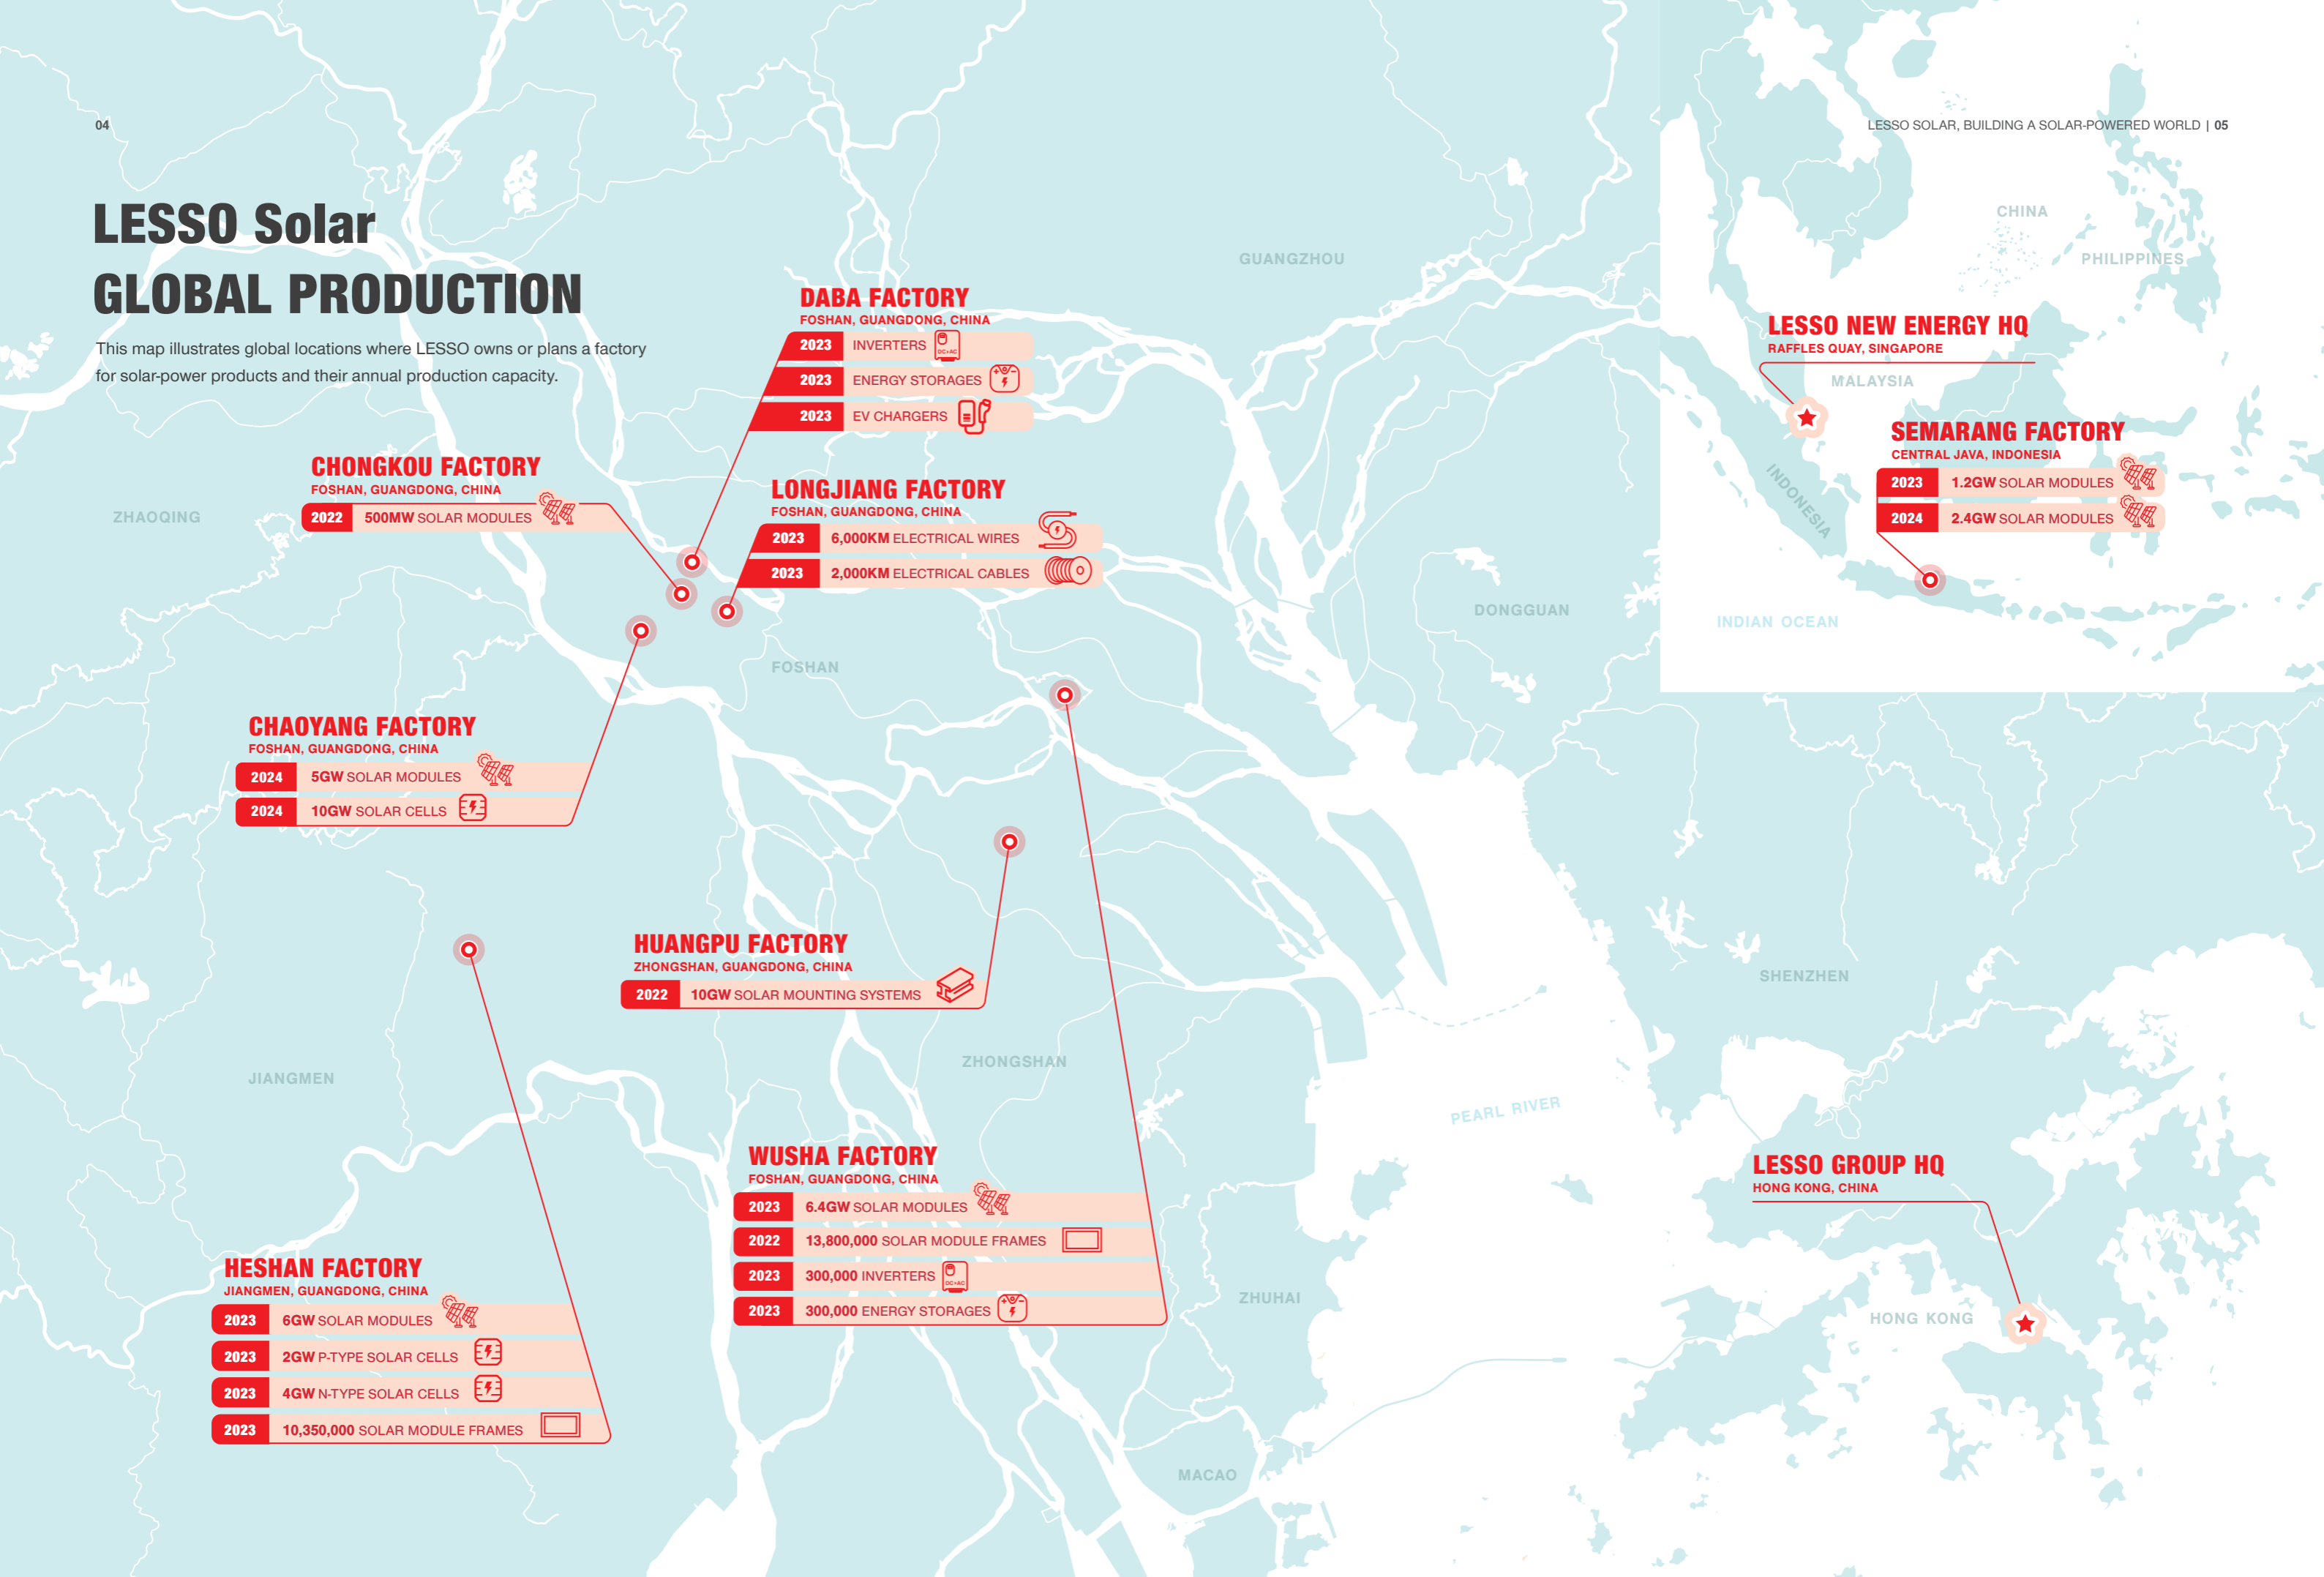 04
LESSO SOLAR, BUILDING A SOLAR-POWERED WORLD | 05
LESSO Solar
GLOBAL PRODUCTION
This map illustrates global locations where LESSO owns or plans a factory
for solar-power products and their annual production capacity.
DABA FACTORY
FOSHAN, GUANGDONG, CHINA
2023 INVERTERS
DC+AC
2023 ENERGY STORAGES
2023 EV CHARGERS
CHONGKOU FACTORY
FOSHAN, GUANGDONG, CHINA
2022 500MW SOLAR MODULES
LONGJIANG FACTORY
FOSHAN, GUANGDONG, CHINA
2023 6,000KM ELECTRICAL WIRES
2023 2,000KM ELECTRICAL CABLES
CHAOYANG FACTORY
FOSHAN, GUANGDONG, CHINA
2024 5GW SOLAR MODULES
2024 10GW SOLAR CELLS
HUANGPU FACTORY
ZHONGSHAN, GUANGDONG, CHINA
2022 10GW SOLAR MOUNTING SYSTEMS
WUSHA FACTORY
FOSHAN, GUANGDONG, CHINA
2023 6.4GW SOLAR MODULES
2022 13,800,000 SOLAR MODULE FRAMES
2023 300,000 INVERTERS
DC+AC
2023 300,000 ENERGY STORAGES
HESHAN FACTORY
JIANGMEN, GUANGDONG, CHINA
2023 6GW SOLAR MODULES
2023 2GW P-TYPE SOLAR CELLS
2023 4GW N-TYPE SOLAR CELLS
2023 10,350,000 SOLAR MODULE FRAMES
LESSO NEW ENERGY HQ
RAFFLES QUAY, SINGAPORE
SEMARANG FACTORY
CENTRAL JAVA, INDONESIA
2023 1.2GW SOLAR MODULES
2024 2.4GW SOLAR MODULES
LESSO GROUP HQ
HONG KONG, CHINA
CHINA
PHILIPPINES
MALAYSIA
INDONESIA
INDIAN OCEAN
GUANGZHOU
ZHAOQING
DONGGUAN
FOSHAN
SHENZHEN
ZHONGSHAN
JIANGMEN
PEARL RIVER
ZHUHAI
HONG KONG
MACAO